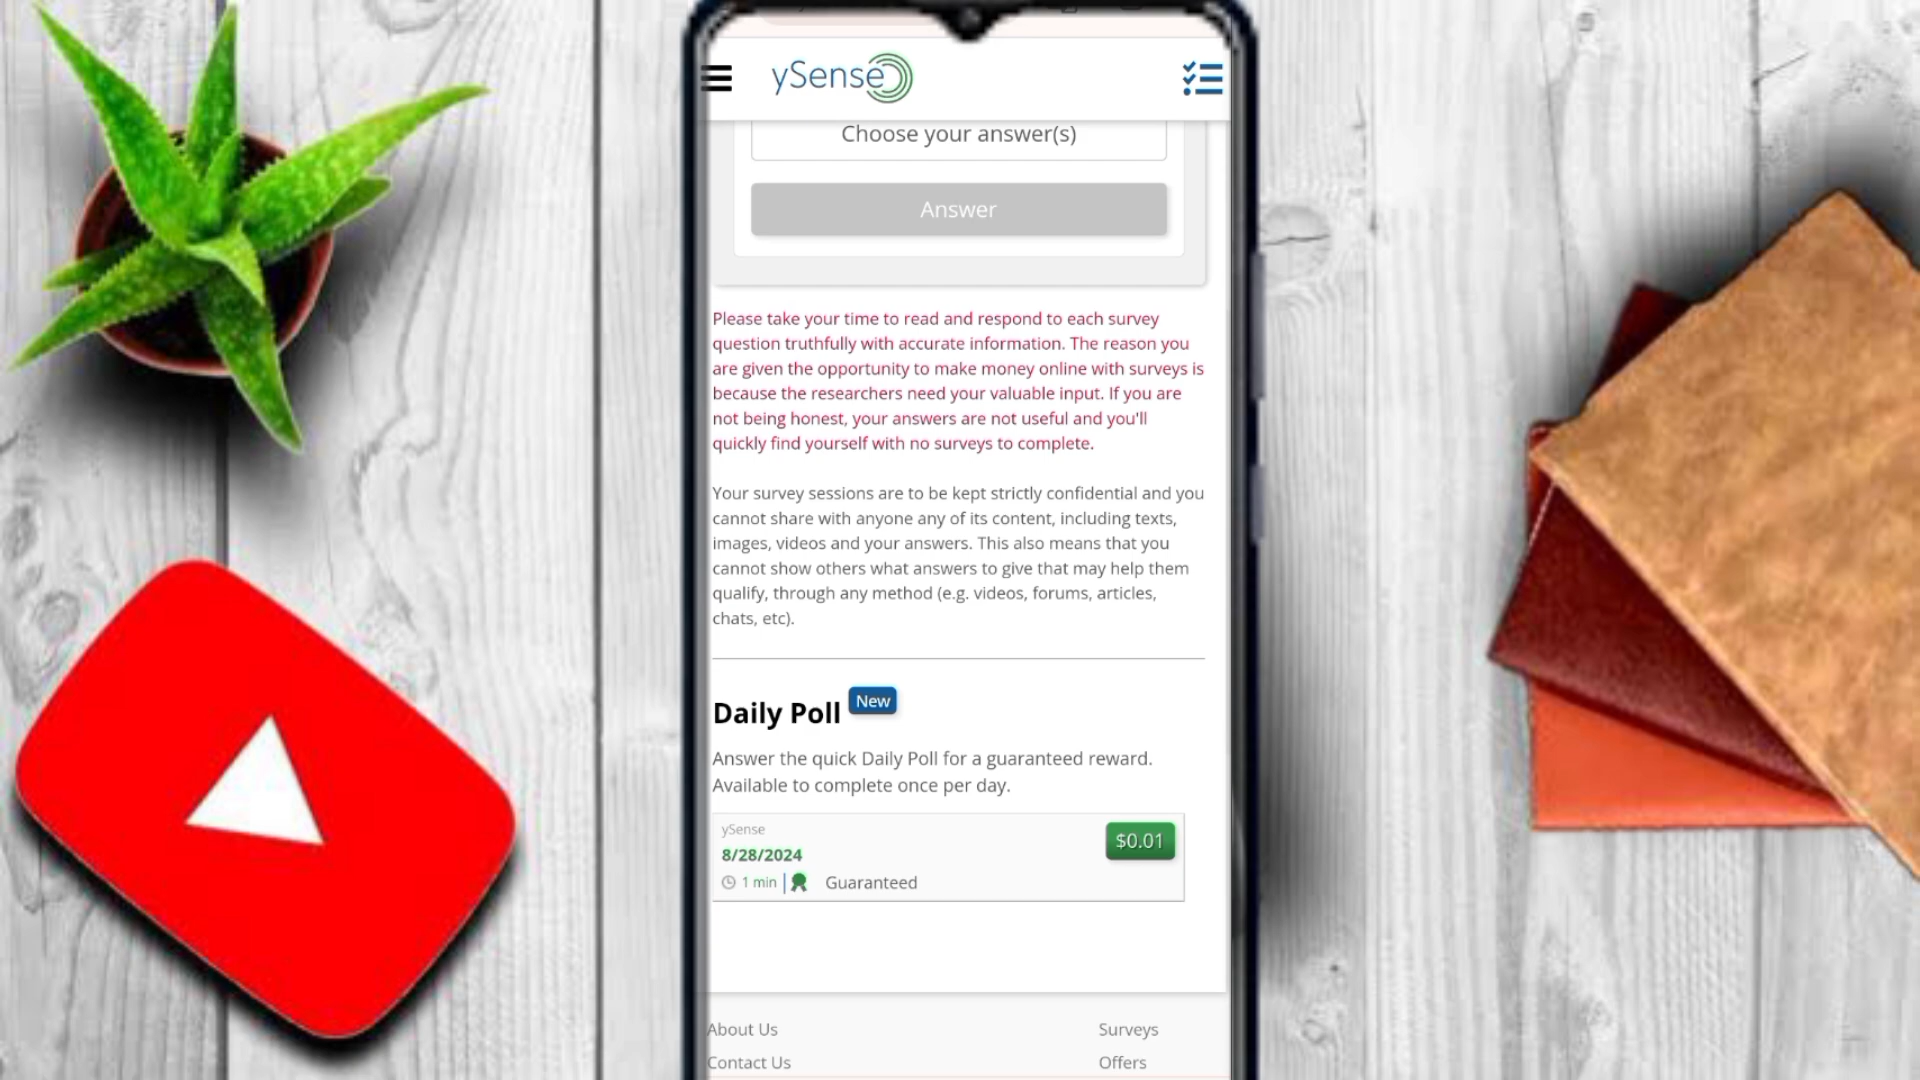 ySense
Choose your answer(s)
Answer
Please take your time to read and respond to each survey
question truthfully with accurate information. The reason you
are given the opportunity to make money online with surveys is
because the researchers need your valuable input. If you are
not being honest, your answers are not useful and you'll
quickly find yourself with no surveys to complete.
Your survey sessions are to be kept strictly confidential and you
cannot share with anyone any of its content, including texts,
images, videos and your answers. This also means that you
cannot show others what answers to give that may help them
qualify, through any method (e.g. videos, forums, articles,
chats, etc).
Daily Poll New
Answer the quick Daily Poll for a guaranteed reward.
Available to complete once per day.
ySense
8/28/2024
$0.01
1 min Guaranteed
About Us Surveys
Contact Us Offers